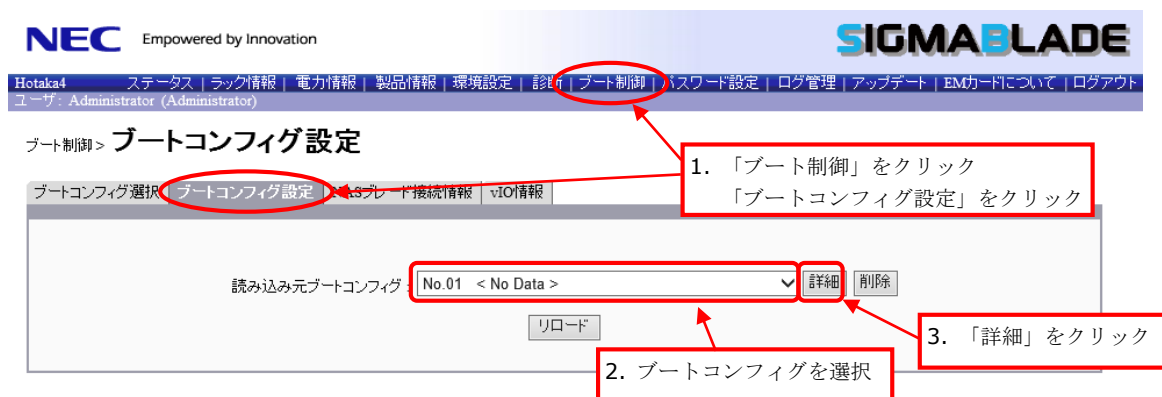 NEC Empowered by Innovation SIGMABLADE
Hotaka4 ステータス | ラック情報 | 電力情報 | 製品情報 | 環境設定 | 診断 | ブート制御 | パスワード設定 | ログ管理 | アップデート | EMカードについて | ログアウト
ユーザ: Administrator (Administrator)
ブート制御 > ブートコンフィグ設定
1. 「ブート制御」をクリック
「ブートコンフィグ設定」をクリック
ブートコンフィグ選択 ブートコンフィグ設定 SASブレード接続情報 vIO情報
読み込み元ブートコンフィグ : No.01 < No Data > 詳細 削除
リロード
3. 「詳細」をクリック
2. ブートコンフィグを選択